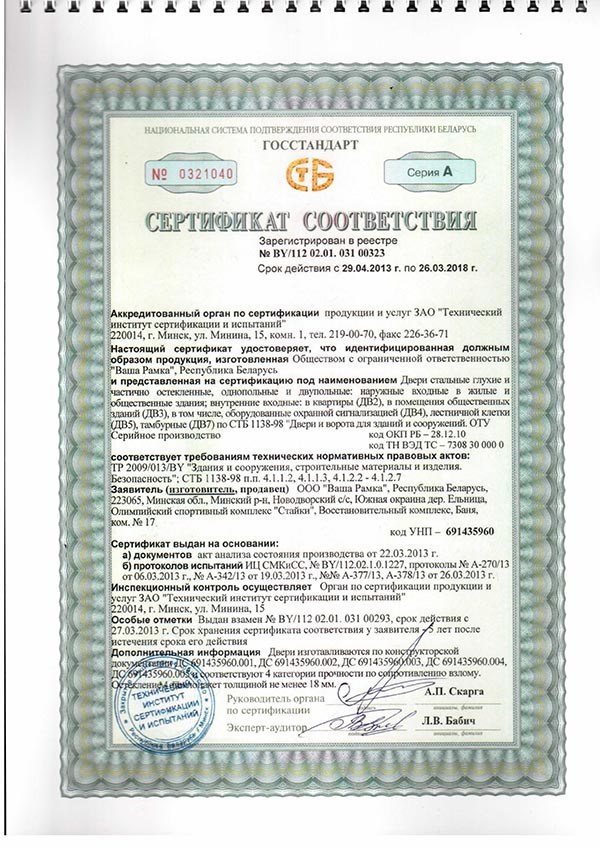 НАЦИОНАЛЬНАЯ СИСТЕМА ПОДТВЕРЖДЕНИЯ СООТВЕТСТВИЯ РЕСПУБЛИКИ БЕЛАРУСЬ
ГОССТАНДАРТ
№ 0321040
СТБ
Серия А
СЕРТИФИКАТ СООТВЕТСТВИЯ
Зарегистрирован в реестре
№ BY/112 02.01. 031 00323
Срок действия с 29.04.2013 г. по 26.03.2018 г.
Аккредитованный орган по сертификации продукции и услуг ЗАО "Технический
институт сертификации и испытаний"
220014, г. Минск, ул. Минина, 15, комн. 1, тел. 219-00-70, факс 226-36-71
Настоящий сертификат удостоверяет, что идентифицированная должным
образом продукция, изготовленная Обществом с ограниченной ответственностью
"Ваша Рамка", Республика Беларусь
и представленная на сертификацию под наименованием Двери стальные глухие и
частично остекленные, однопольные и двупольные: наружные входные в жилые и
общественные здания; внутренние входные: в квартиры (ДВ2), в помещения общественных
зданий (ДВ3), в том числе, оборудованные охранной сигнализацией (ДВ4), лестничной клетки
(ДВ5), тамбурные (ДВ7) по СТБ 1138-98 "Двери и ворота для зданий и сооружений. ОТУ
Серийное производство
код ОКП РБ – 28.12.10
код ТН ВЭД ТС – 7308 30 000 0
соответствует требованиям технических нормативных правовых актов:
ТР 2009/013/BY "Здания и сооружения, строительные материалы и изделия.
Безопасность"; СТБ 1138-98 п.п. 4.1.1.2, 4.1.1.3, 4.1.2.2 - 4.1.2.7
Заявитель (изготовитель, продавец) ООО "Ваша Рамка", Республика Беларусь,
223065, Минская обл., Минский р-н, Новодворский с/с, Южная окраина дер. Ельница,
Олимпийский спортивный комплекс "Стайки", Восстановительный комплекс, Баня,
ком. № 17
код УНП – 691435960
Сертификат выдан на основании:
а) документов акт анализа состояния производства от 22.03.2013 г.
б) протоколов испытаний ИЦ СМКиСС, № BY/112.02.1.0.1227, протоколы № А-270/13
от 06.03.2013 г., № А-342/13 от 19.03.2013 г., №№ А-377/13, А-378/13 от 26.03.2013 г.
Инспекционный контроль осуществляет Орган по сертификации продукции и
услуг ЗАО "Технический институт сертификации и испытаний"
220014, г. Минск, ул. Минина, 15
Особые отметки Выдан взамен № BY/112 02.01. 031 00293, срок действия с
27.03.2013 г. Срок хранения сертификата соответствия у заявителя - 5 лет после
истечения срока его действия
Дополнительная информация Двери изготавливаются по конструкторской
документации ДС 691435960.001, ДС 691435960.002, ДС 691435960.003, ДС 691435960.004,
ДС 691435960.005; соответствуют 4 категории прочности по сопротивлению взлому.
толщиной не менее 18 мм.
Руководитель органа
по сертификации
А.П. Скарга
подпись
инициалы, фамилия
Эксперт-аудитор
Л.В. Бабич
инициалы, фамилия
ТЕХНИЧЕСКИЙ
ИНСТИТУТ
СЕРТИФИКАЦИИ
И ИСПЫТАНИЙ